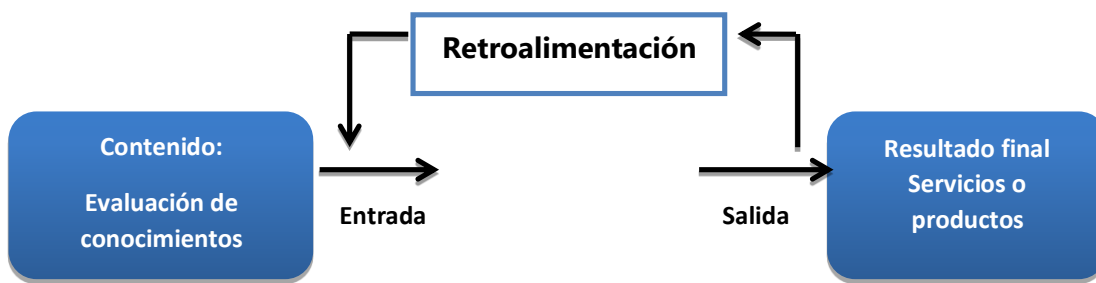 Retroalimentación
Contenido:
Evaluación de
conocimientos
Entrada
Salida
Resultado final
Servicios o
productos